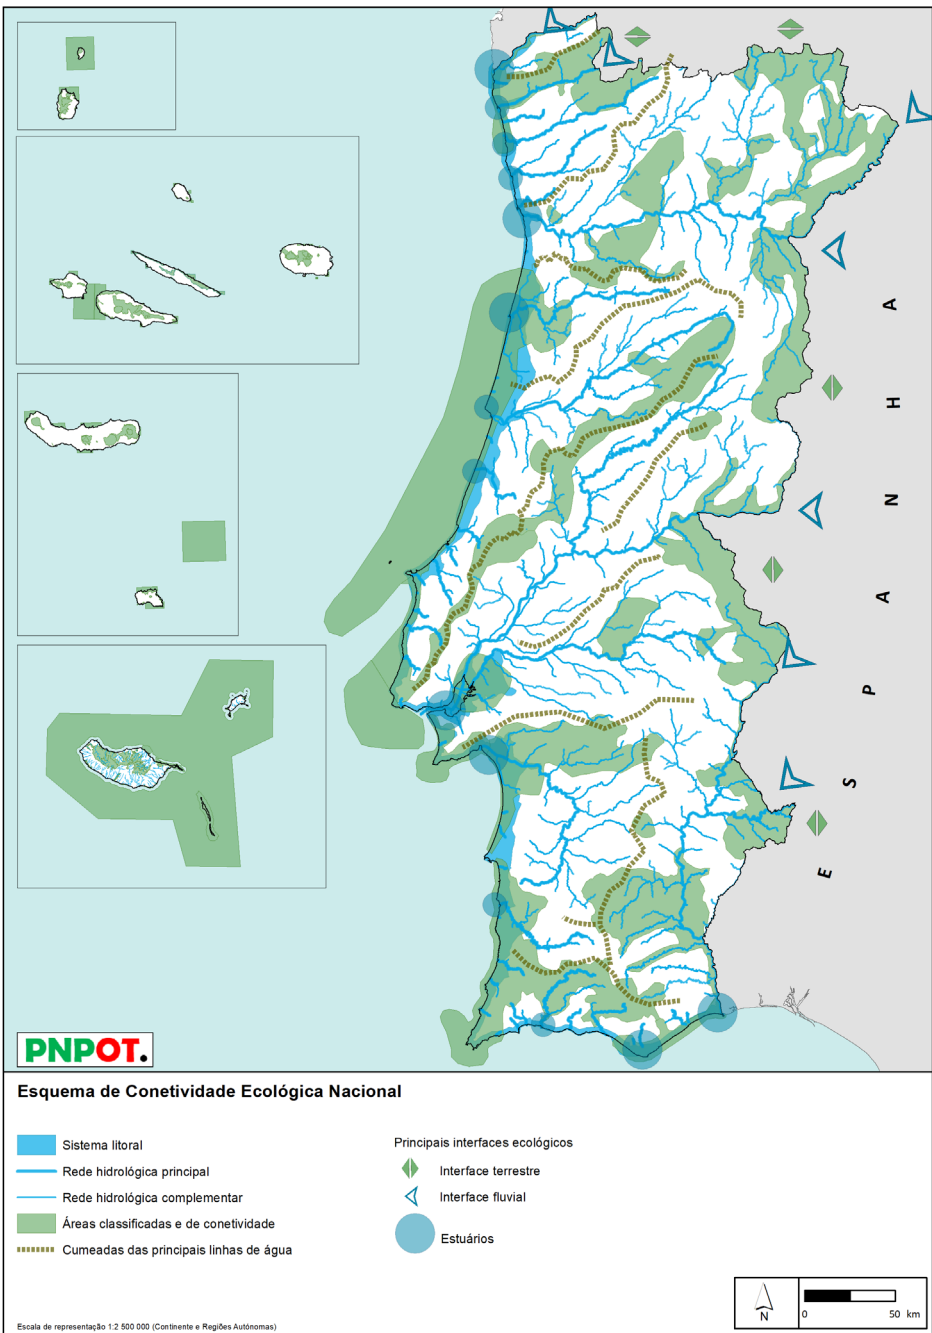 E S P A N H A
PNPOT.
Esquema de Conetividade Ecológica Nacional
Sistema litoral
Rede hidrológica principal
Rede hidrológica complementar
Áreas classificadas e de conetividade
Cumeadas das principais linhas de água
Principais interfaces ecológicos
Interface terrestre
Interface fluvial
Estuários
N
0 50 km
Escala de representação 1:2 500 000 (Continente e Regiões Autónomas)